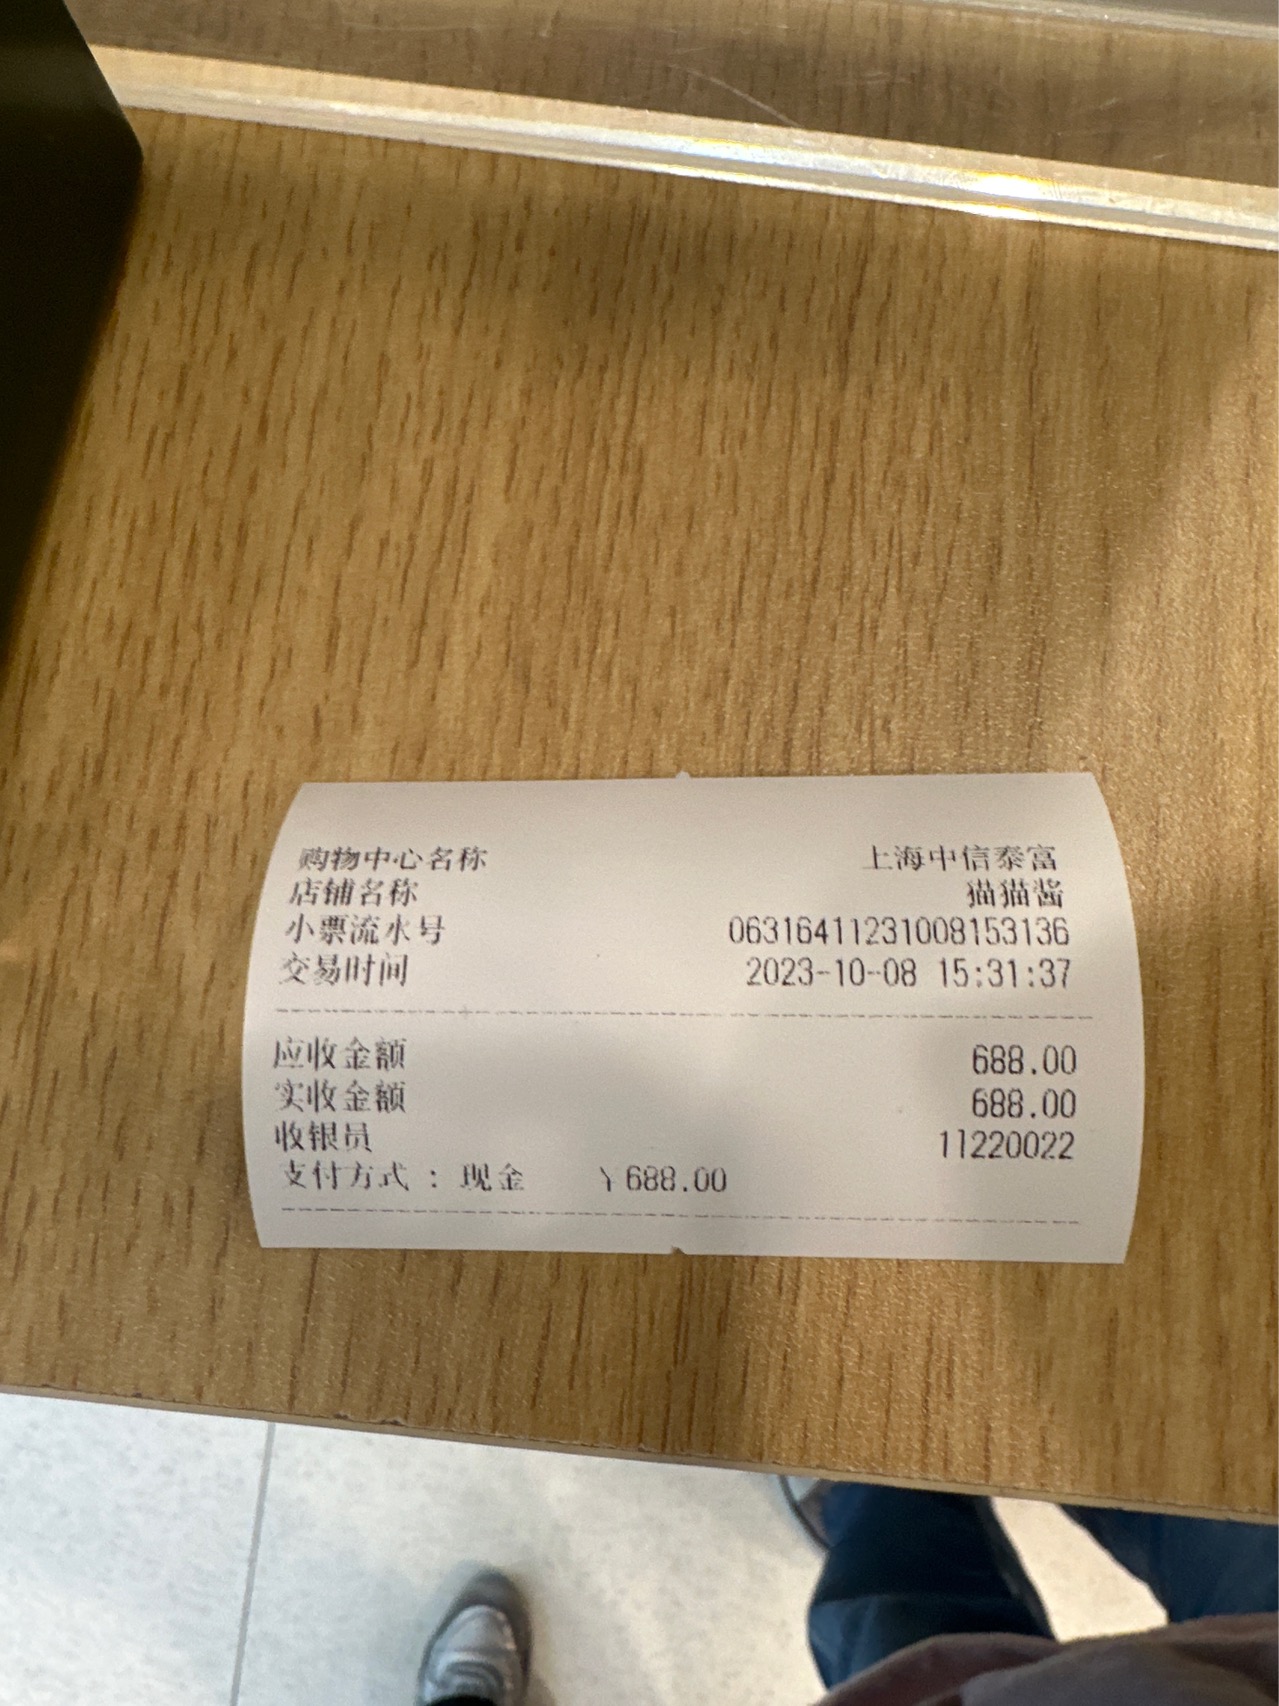 购物中心名称 上海中信泰富
店铺名称 猫猫酱
小票流水号 06316411231008153136
交易时间 2023-10-08 15:31:37
应收金额 688.00
实收金额 688.00
收银员 11220022
支付方式：现金 ¥688.00